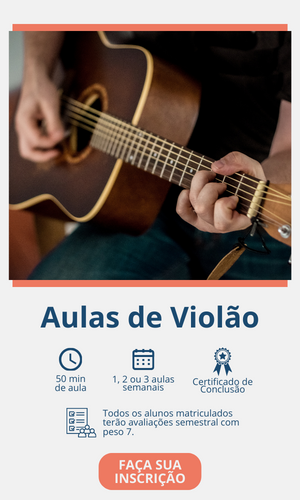 Aulas de Violão
50 min
de aula
1, 2 ou 3 aulas
semanais
Certificado de
Conclusão
Todos os alunos matriculados
terão avaliações semestral com
peso 7.
FAÇA SUA
INSCRIÇÃO